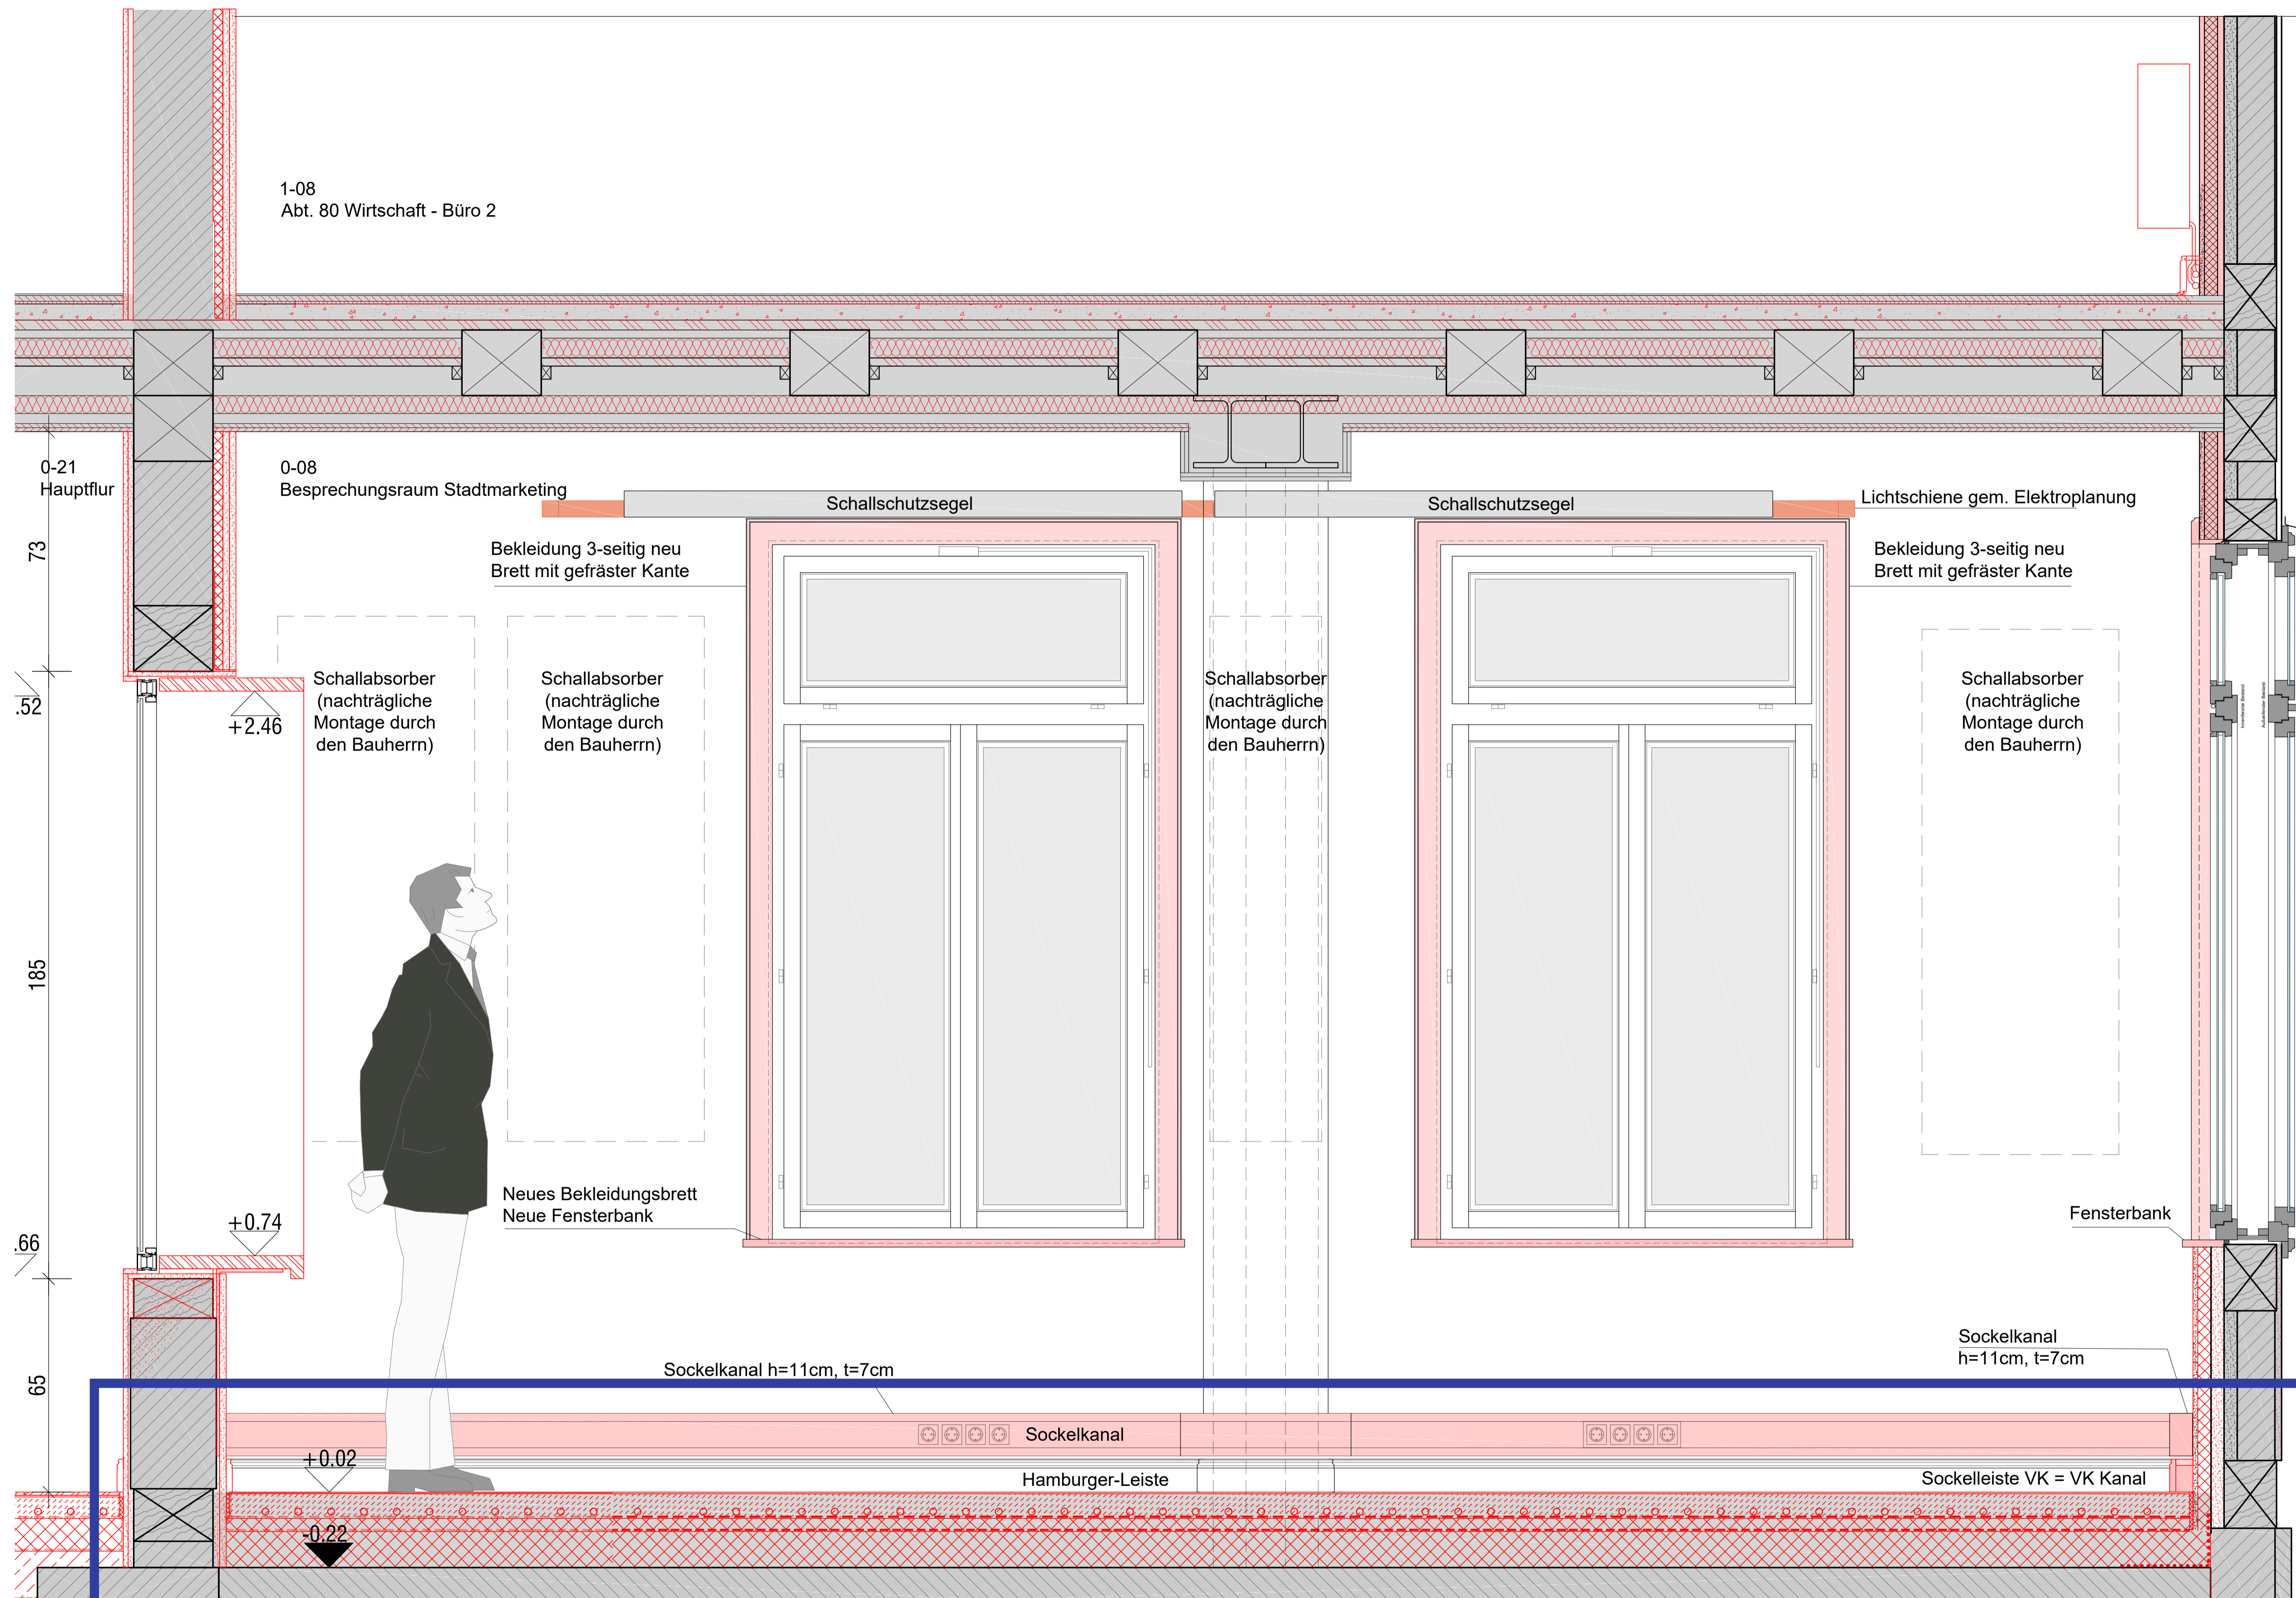 1-08
Abt. 80 Wirtschaft - Büro 2
0-21
Hauptflur
0-08
Besprechungsraum Stadtmarketing
Schallschutzsegel
Schallschutzsegel
Lichtschiene gem. Elektroplanung
Bekleidung 3-seitig neu
Brett mit gefräster Kante
Bekleidung 3-seitig neu
Brett mit gefräster Kante
73
Schallabsorber
(nachträgliche
Montage durch
den Bauherrn)
Schallabsorber
(nachträgliche
Montage durch
den Bauherrn)
Schallabsorber
(nachträgliche
Montage durch
den Bauherrn)
Schallabsorber
(nachträgliche
Montage durch
den Bauherrn)
.52
+2.46
Innenfenster Bestand
Außenfenster Bestand
185
Neues Bekleidungsbrett
Neue Fensterbank
Fensterbank
+0.74
.66
Sockelkanal
h=11cm, t=7cm
Sockelkanal h=11cm, t=7cm
65
Sockelkanal
+0.02
Hamburger-Leiste
Sockelleiste VK = VK Kanal
-0.22